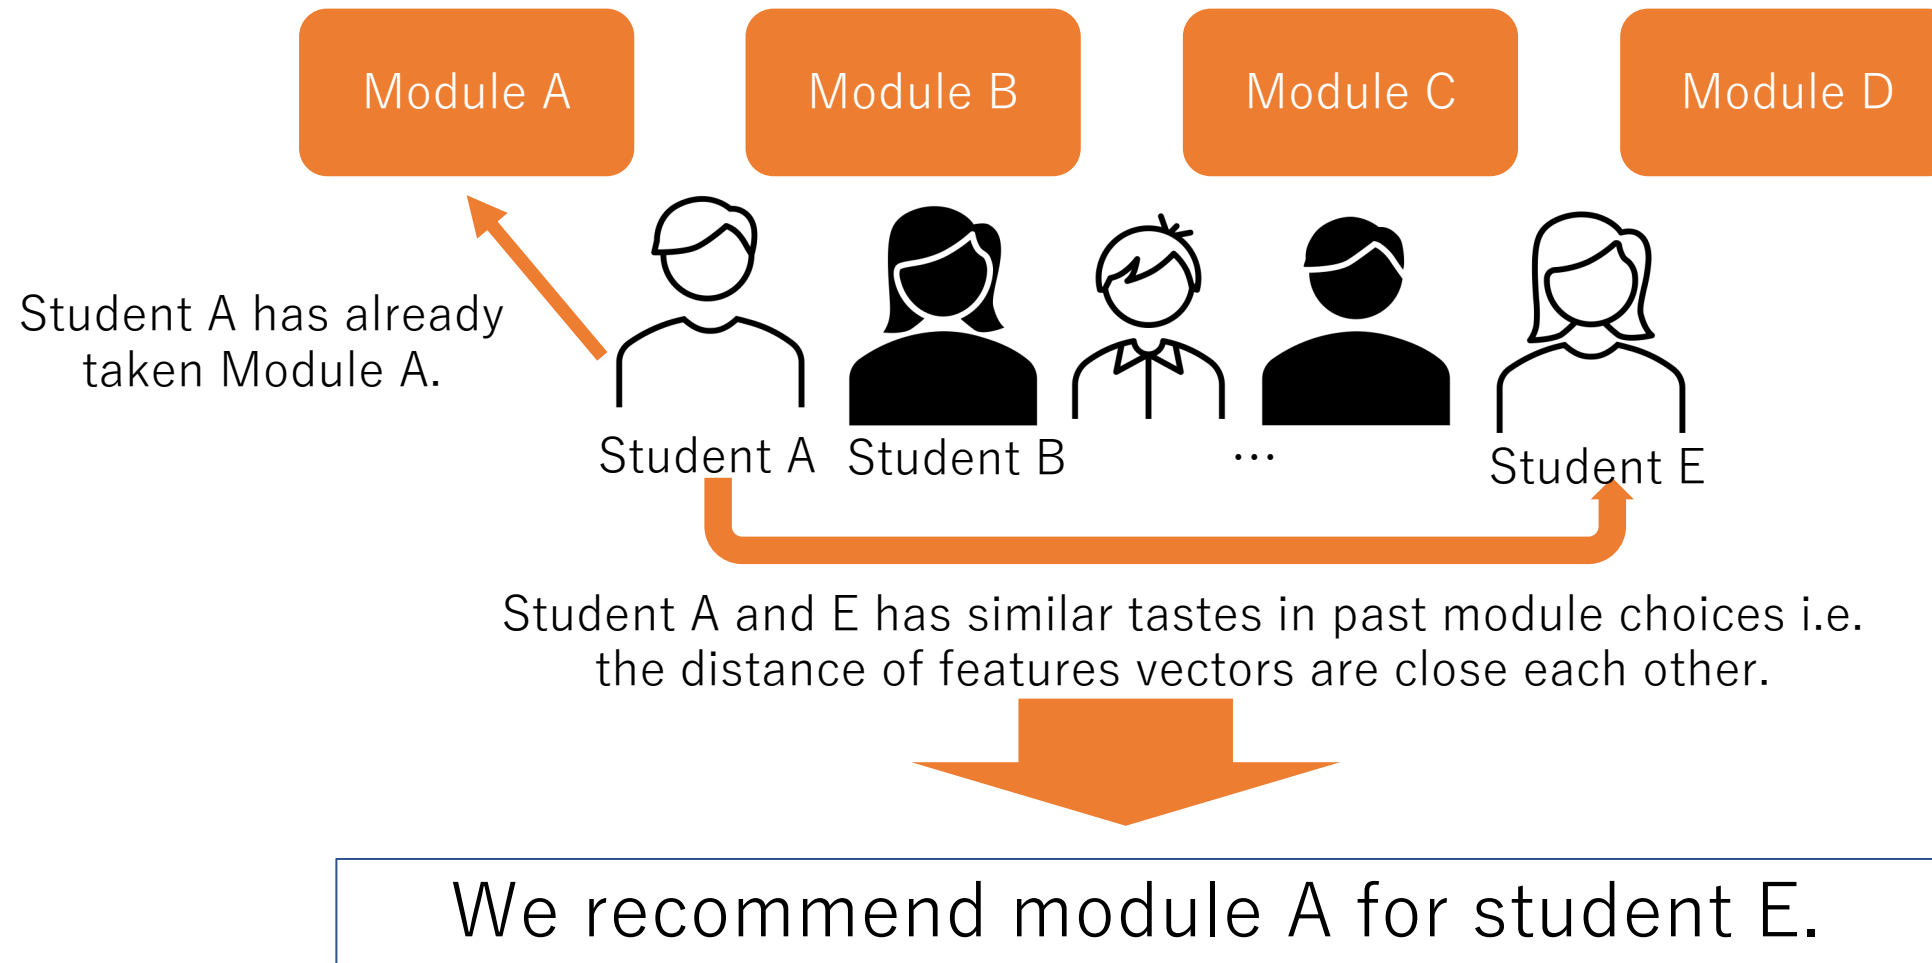 Module A
Module B
Module C
Module D
Student A has already
taken Module A.
Student A
Student B
...
Student E
Student A and E has similar tastes in past module choices i.e.
the distance of features vectors are close each other.
We recommend module A for student E.